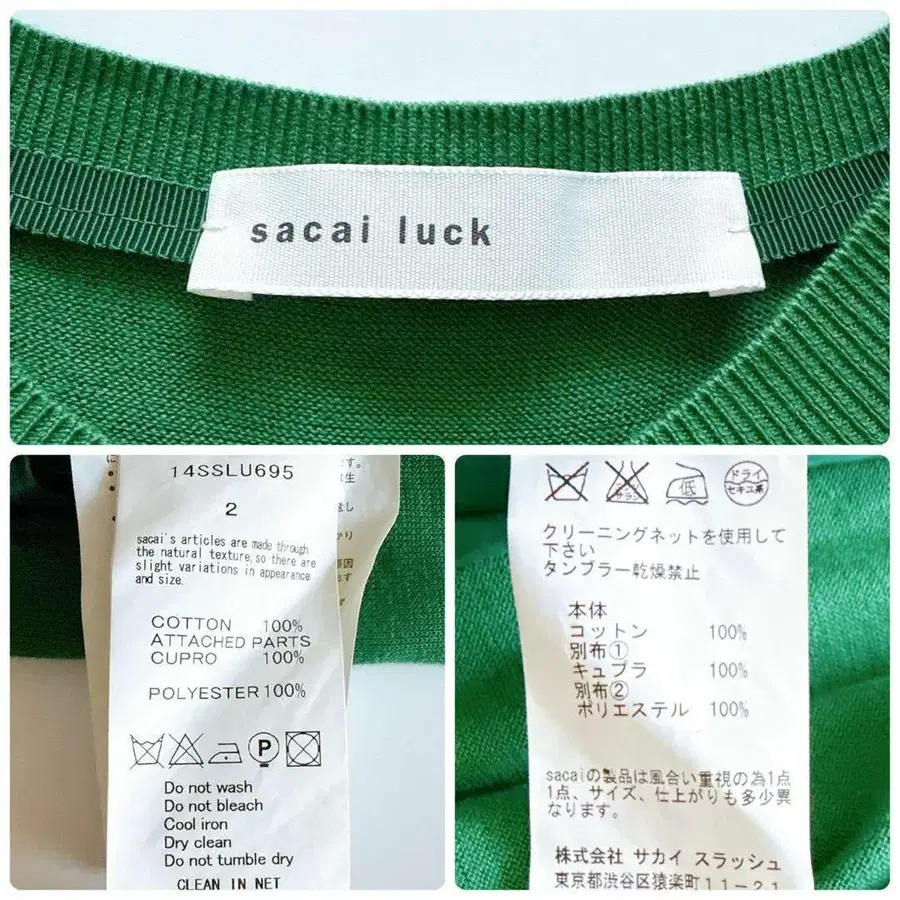 sacai luck
14SSLU695
2
sacai's articles are made through
the natural texture, so there are
slight variations in appearance
and size.
COTTON 100%
ATTACHED PARTS
CUPRO 100%
POLYESTER 100%
P
Do not wash
Do not bleach
Cool iron
Dry clean
Do not tumble dry
CLEAN IN NET
低
ドライ
セキユ系
クリーニングネットを使用して
下さい
タンブラー乾燥禁止
本体
コットン 100%
別布①
キュプラ 100%
別布②
ポリエステル 100%
sacaiの製品は風合い重視の為1点
1点、サイズ、仕上がりも多少異
なります。
株式会社 サカイ スラッシュ
東京都渋谷区猿楽町11-21